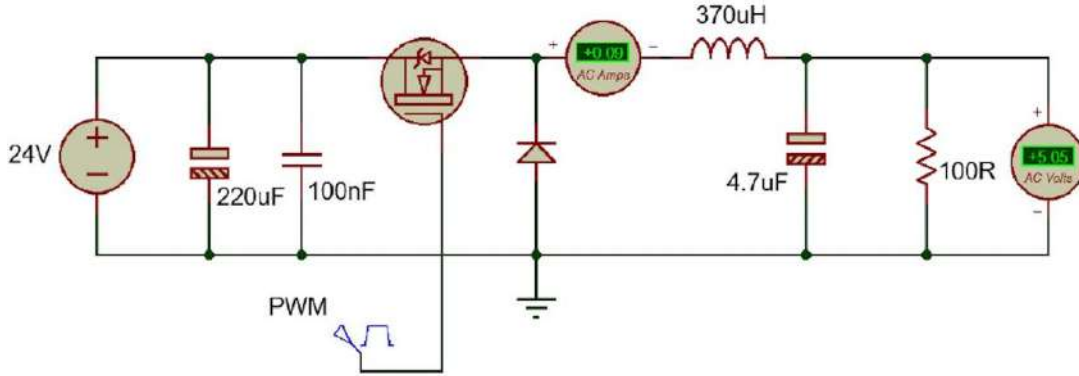 370uH
+ +0.09 -
AC Amps
24V
220uF
100nF
4.7uF
100R
+
+5.05
AC Volts
-
PWM